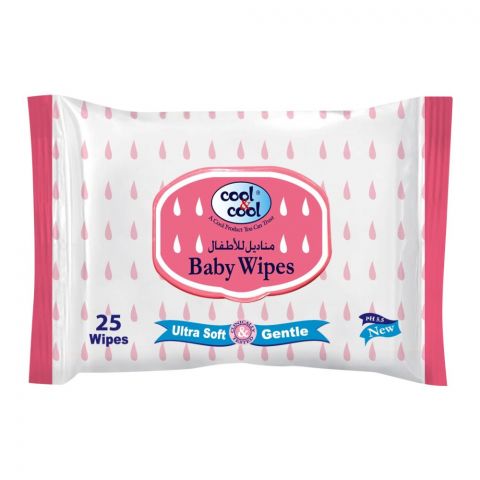 cool®
& cool
A Cool Product You Can Trust
مناديل للأطفال
Baby Wipes
25
Wipes
Ultra Soft & Gentle
PH 5.5
New